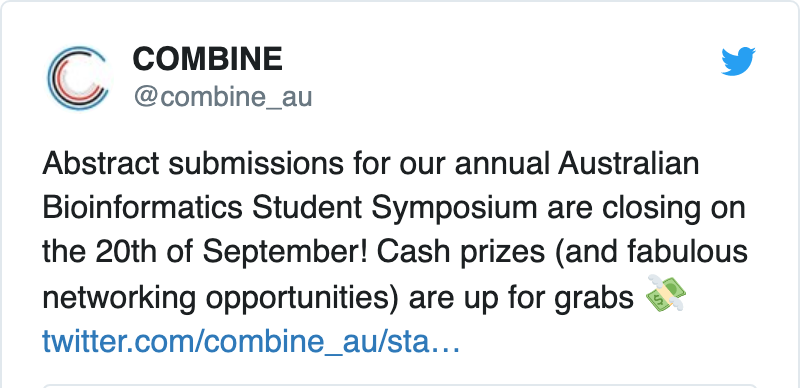 COMBINE
@combine_au
Abstract submissions for our annual Australian
Bioinformatics Student Symposium are closing on
the 20th of September! Cash prizes (and fabulous
networking opportunities) are up for grabs 💸
twitter.com/combine_au/sta…